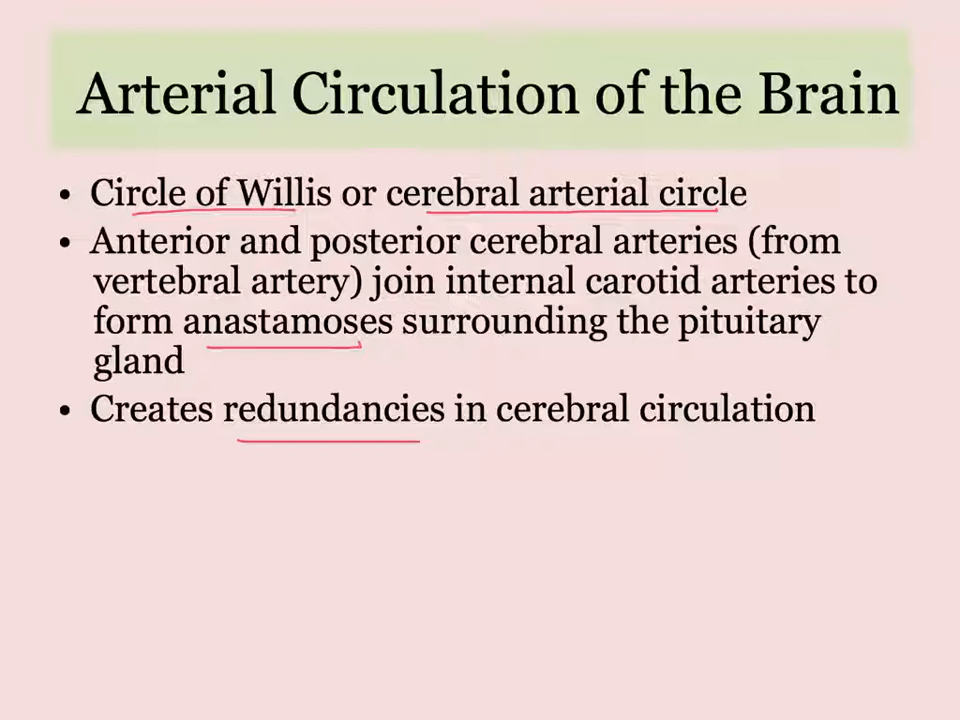 Arterial Circulation of the Brain
• Circle of Willis or cerebral arterial circle
• Anterior and posterior cerebral arteries (from
vertebral artery) join internal carotid arteries to
form anastamoses surrounding the pituitary
gland
• Creates redundancies in cerebral circulation